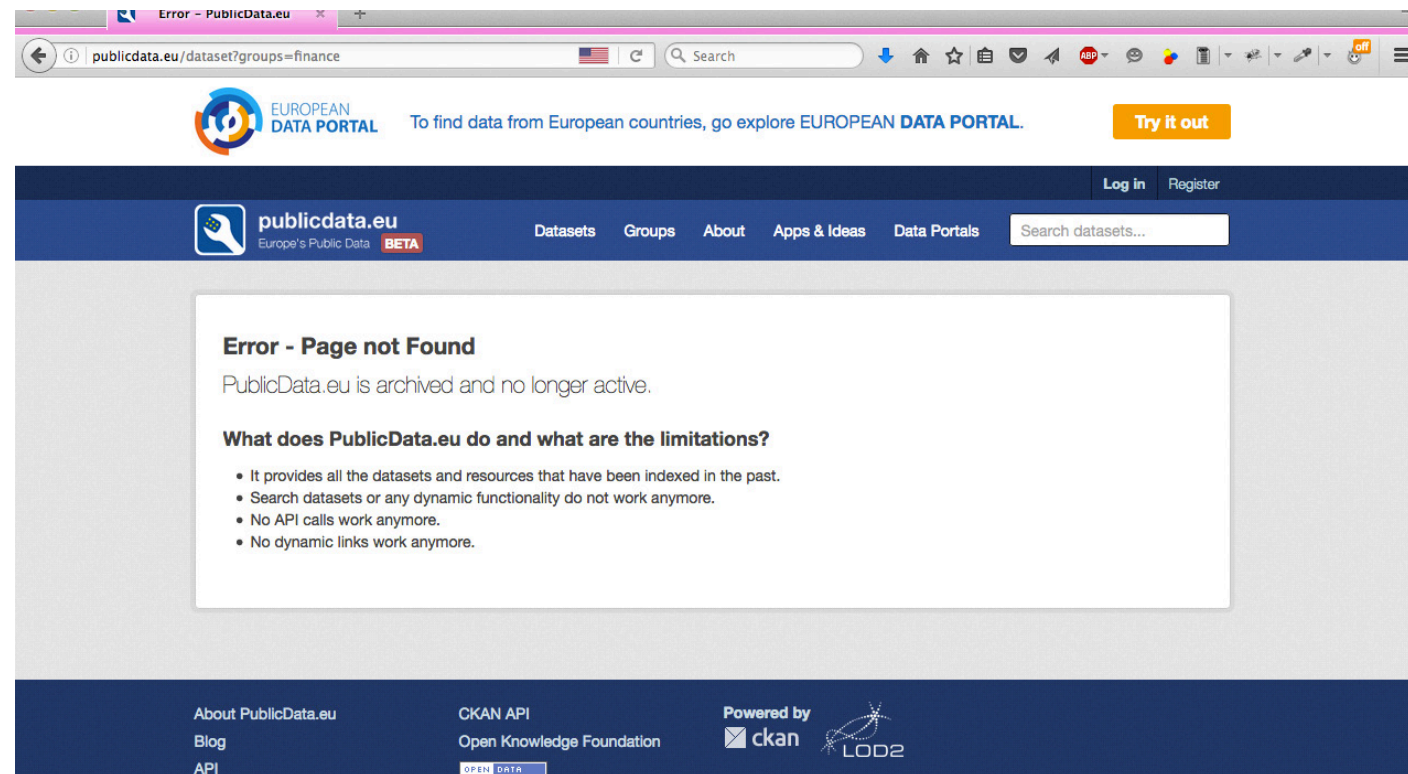 Error - PublicData.eu
publicdata.eu/dataset?groups=finance
Search
ABP
off
EUROPEAN
DATA PORTAL
To find data from European countries, go explore EUROPEAN DATA PORTAL.
Try it out
Log in Register
publicdata.eu
Europe's Public Data BETA
Datasets Groups About Apps & Ideas Data Portals Search datasets...
Error - Page not Found
PublicData.eu is archived and no longer active.
What does PublicData.eu do and what are the limitations?
• It provides all the datasets and resources that have been indexed in the past.
• Search datasets or any dynamic functionality do not work anymore.
• No API calls work anymore.
• No dynamic links work anymore.
About PublicData.eu CKAN API Powered by
Blog Open Knowledge Foundation ckan LOD2
API OPEN DATA